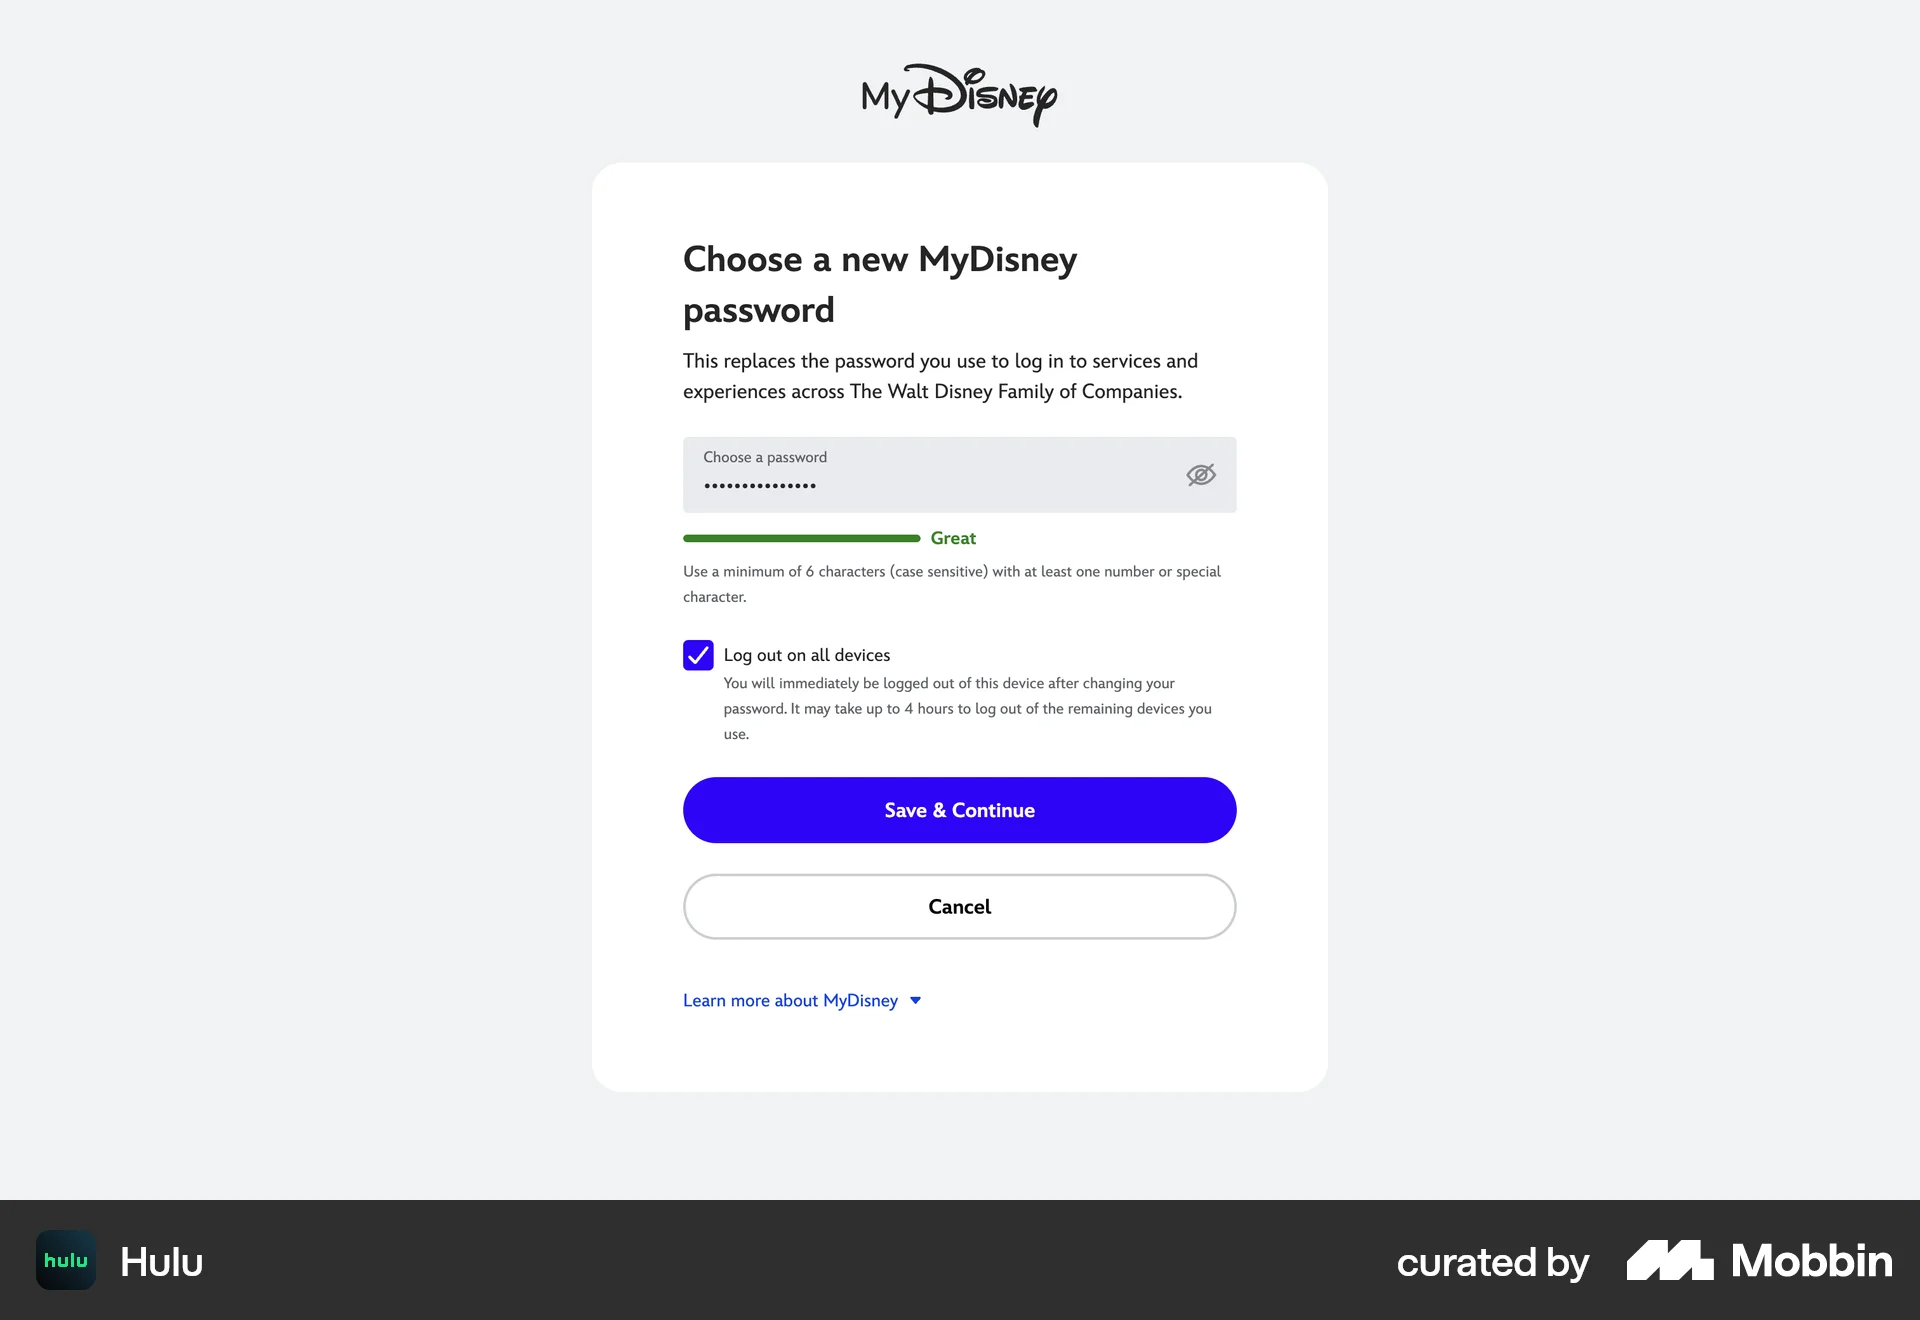 MyDisney
Choose a new MyDisney
password
This replaces the password you use to log in to services and
experiences across The Walt Disney Family of Companies.
Choose a password
•••••••••••••••
Great
Use a minimum of 6 characters (case sensitive) with at least one number or special
character.
Log out on all devices
You will immediately be logged out of this device after changing your
password. It may take up to 4 hours to log out of the remaining devices you
use.
Save & Continue
Cancel
Learn more about MyDisney
hulu
Hulu
curated by
Mobbin